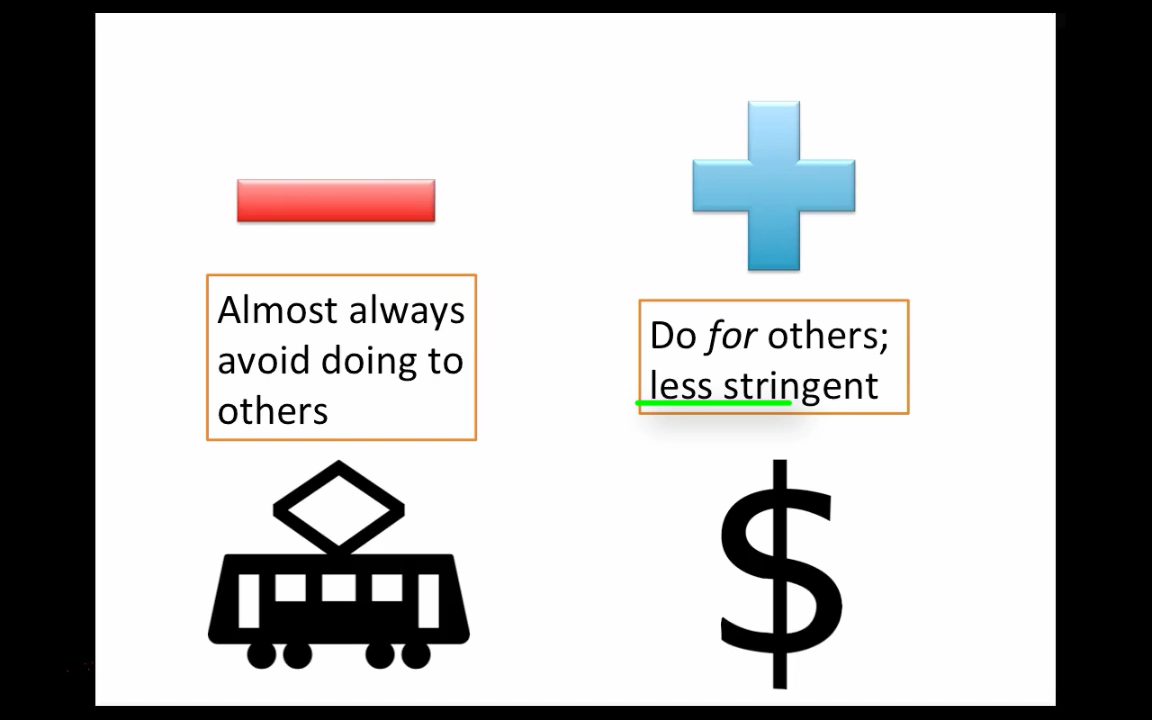 Almost always
avoid doing to
others
Do for others;
less stringent
$